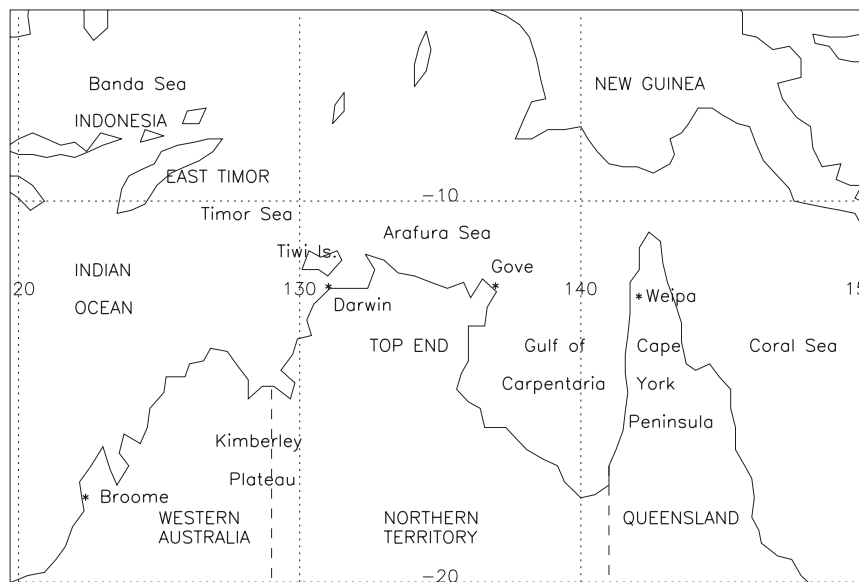 Banda Sea
NEW GUINEA
INDONESIA
EAST TIMOR
-10
Timor Sea
Arafura Sea
Tiwi Is.
INDIAN
Gove
20
130
140
15
Weipa
OCEAN
Darwin
TOP END
Gulf of
Cape
Coral Sea
Carpentaria
York
Peninsula
Kimberley
Plateau
Broome
WESTERN
NORTHERN
QUEENSLAND
AUSTRALIA
TERRITORY
-20